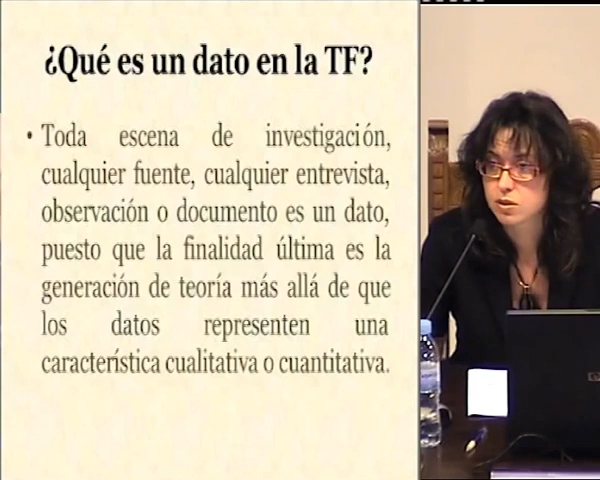 ¿Qué es un dato en la TF?
• Toda escena de investigación,
cualquier fuente, cualquier entrevista,
observación o documento es un dato,
puesto que la finalidad última es la
generación de teoría más allá de que
los datos representen una
característica cualitativa o cuantitativa.